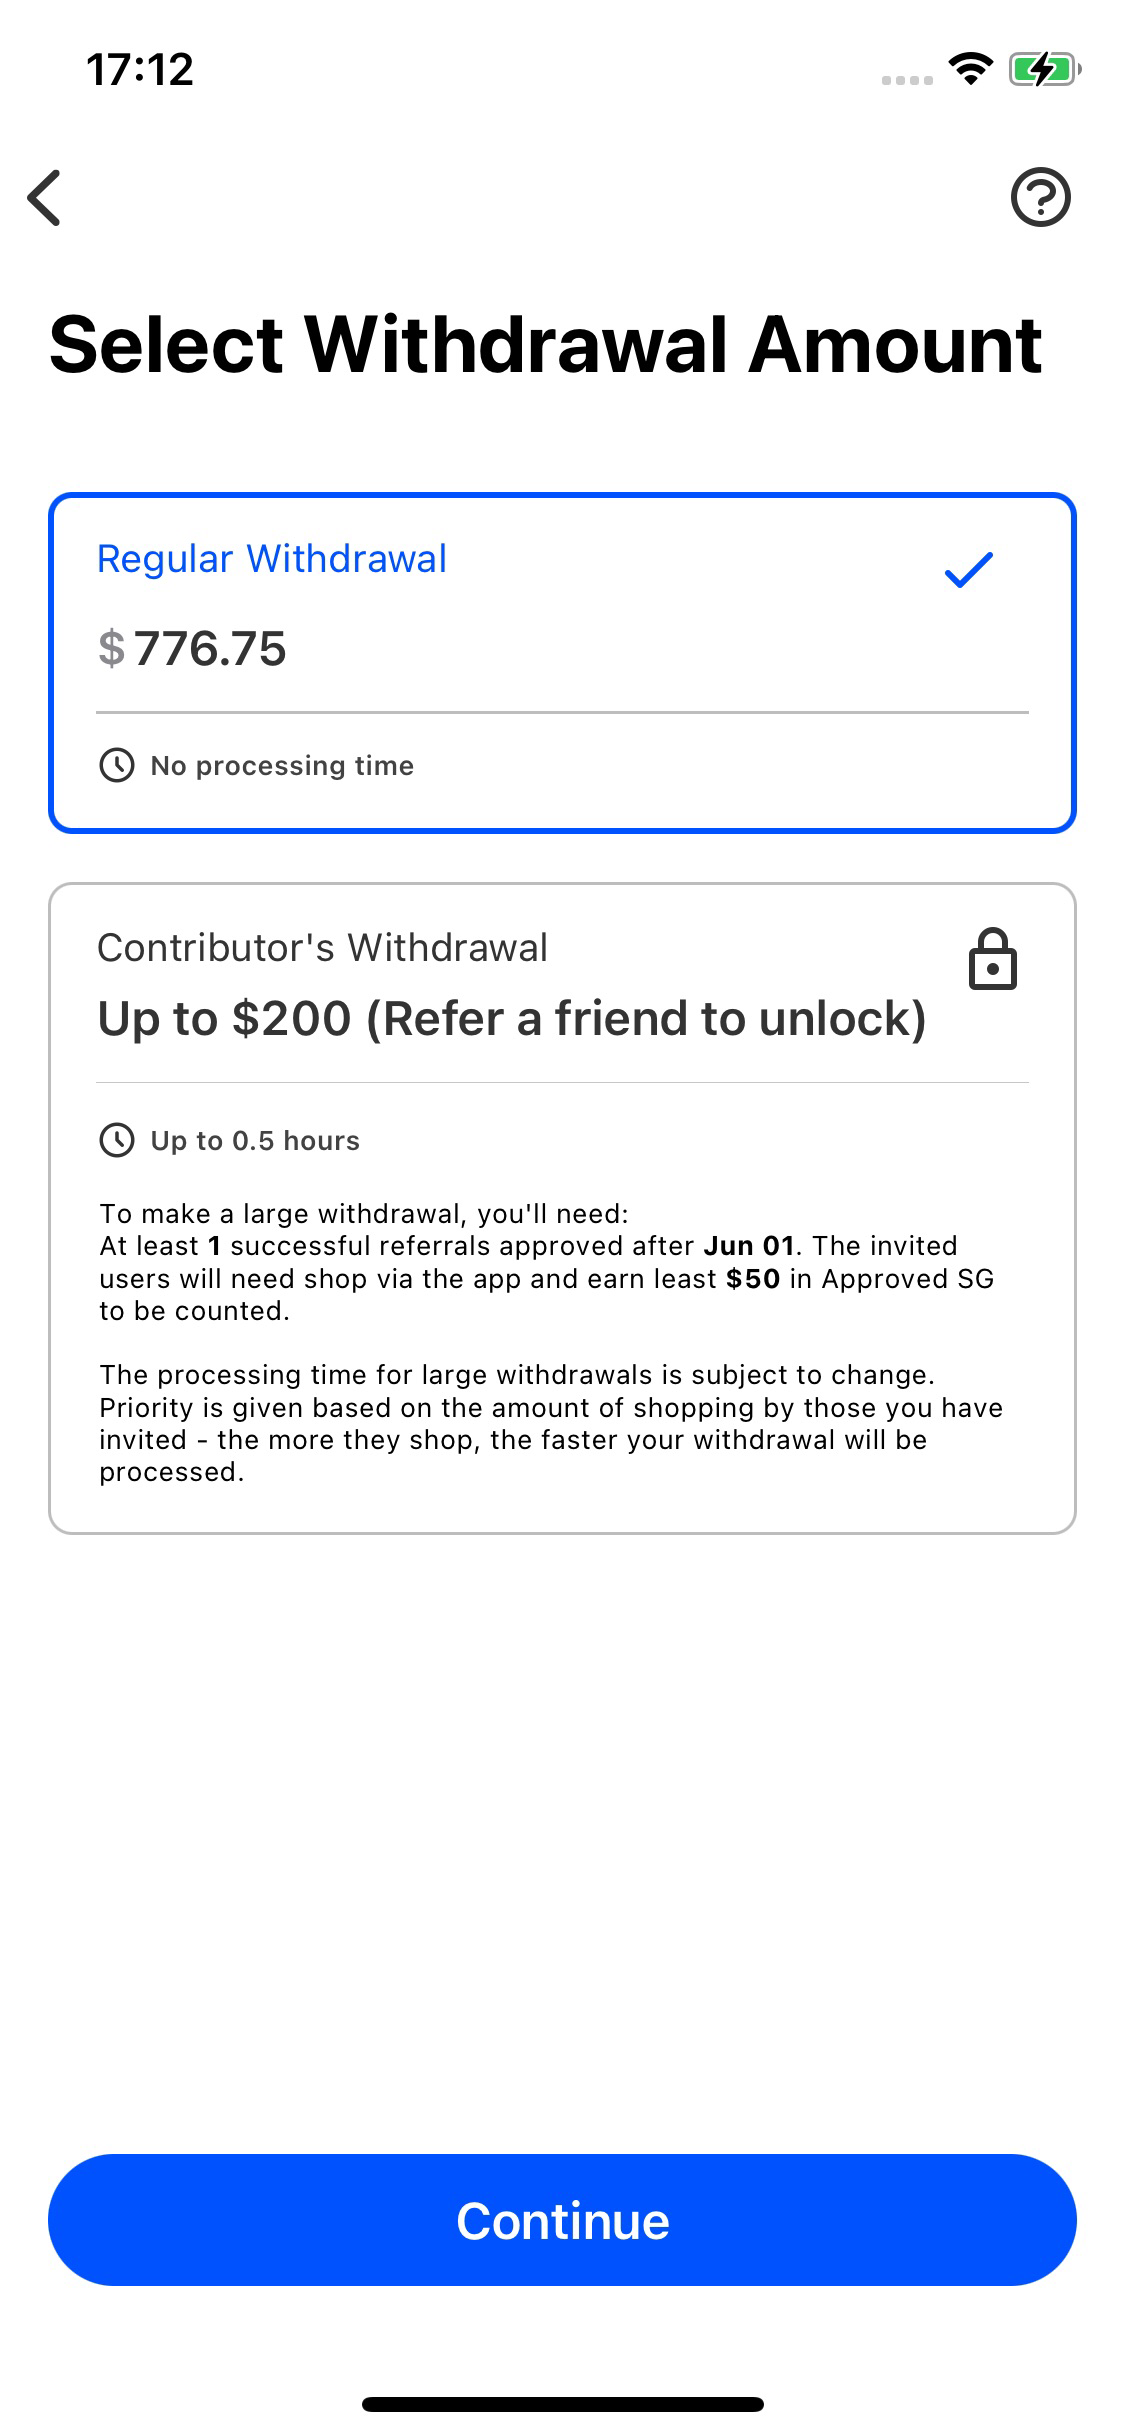 17:12
Select Withdrawal Amount
Regular Withdrawal
$ 776.75
No processing time
Contributor's Withdrawal
Up to $200 (Refer a friend to unlock)
Up to 0.5 hours
To make a large withdrawal, you'll need:
At least 1 successful referrals approved after Jun 01. The invited
users will need shop via the app and earn least $50 in Approved SG
to be counted.
The processing time for large withdrawals is subject to change.
Priority is given based on the amount of shopping by those you have
invited - the more they shop, the faster your withdrawal will be
processed.
Continue